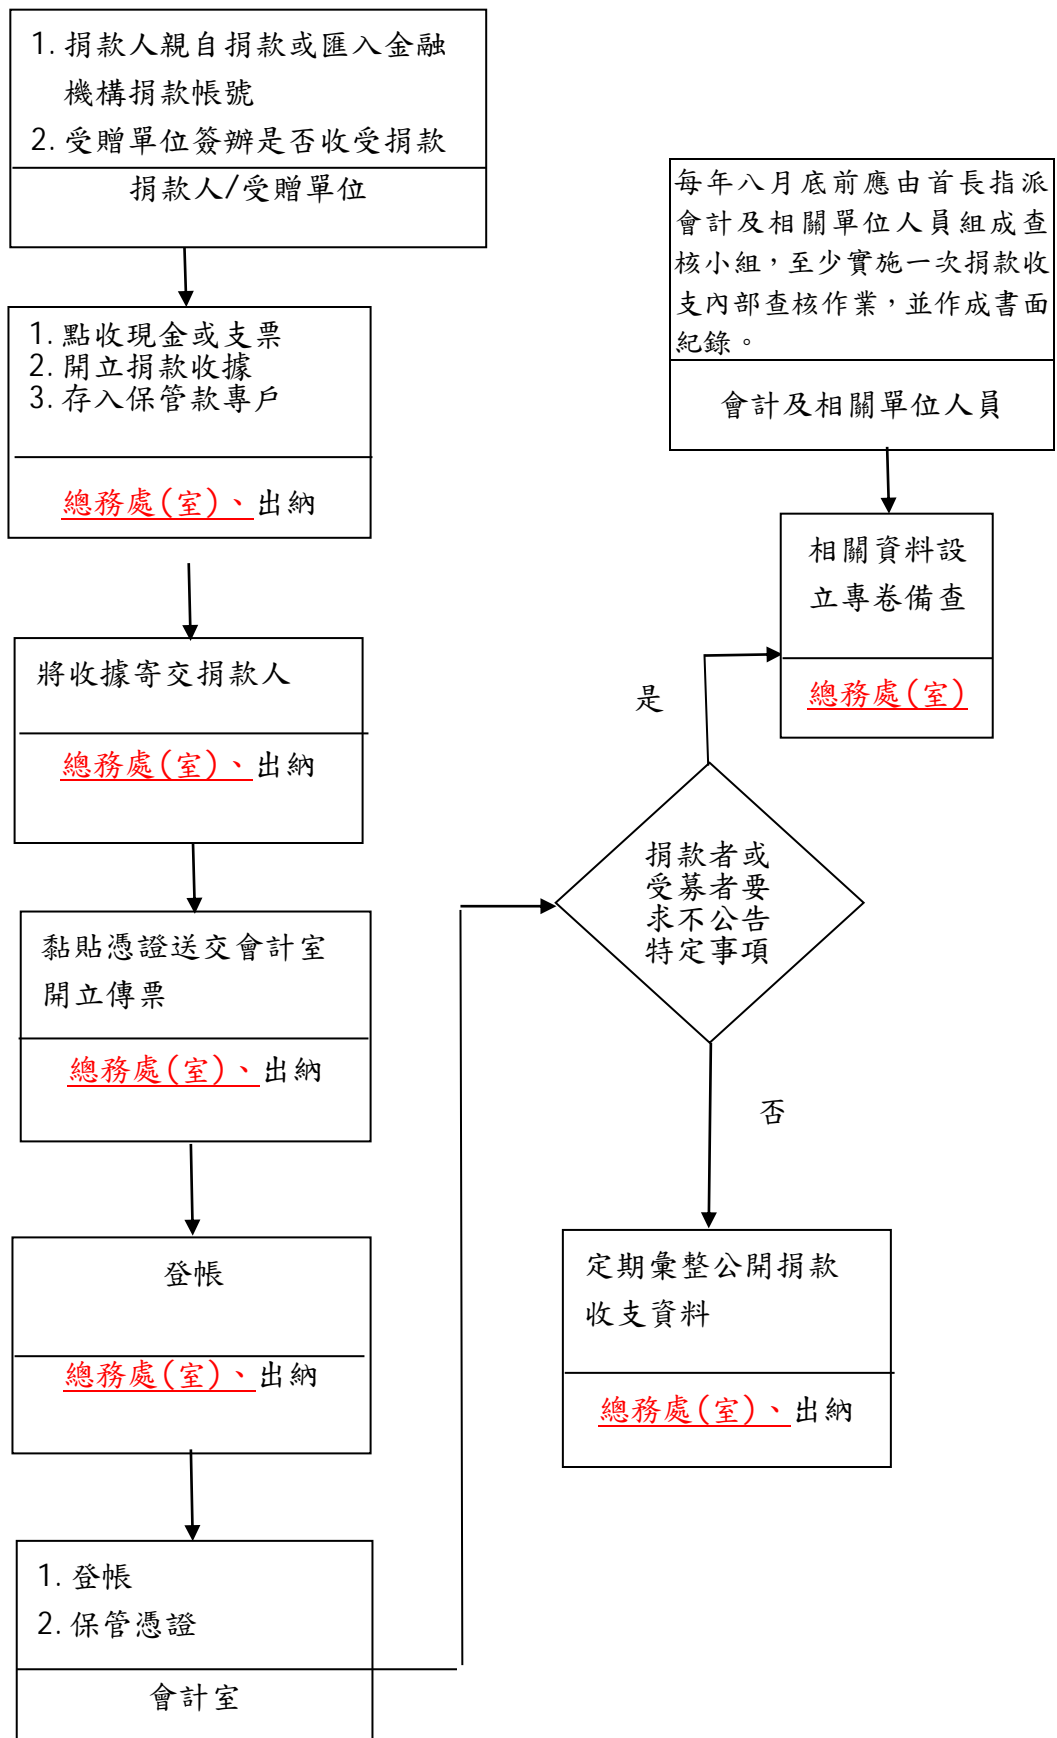 1. 捐款人親自捐款或匯入金融
機構捐款帳號
2. 受贈單位簽辦是否收受捐款
捐款人/受贈單位
1. 點收現金或支票
2. 開立捐款收據
3. 存入保管款專戶
總務處(室)、出納
將收據寄交捐款人
總務處(室)、出納
黏貼憑證送交會計室
開立傳票
總務處(室)、出納
登帳
總務處(室)、出納
1. 登帳
2. 保管憑證
會計室
每年八月底前應由首長指派
會計及相關單位人員組成查
核小組，至少實施一次捐款收
支內部查核作業，並作成書面
紀錄。
會計及相關單位人員
相關資料設
立專卷備查
總務處(室)
是
捐款者或
受募者要
求不公告
特定事項
否
定期彙整公開捐款
收支資料
總務處(室)、出納